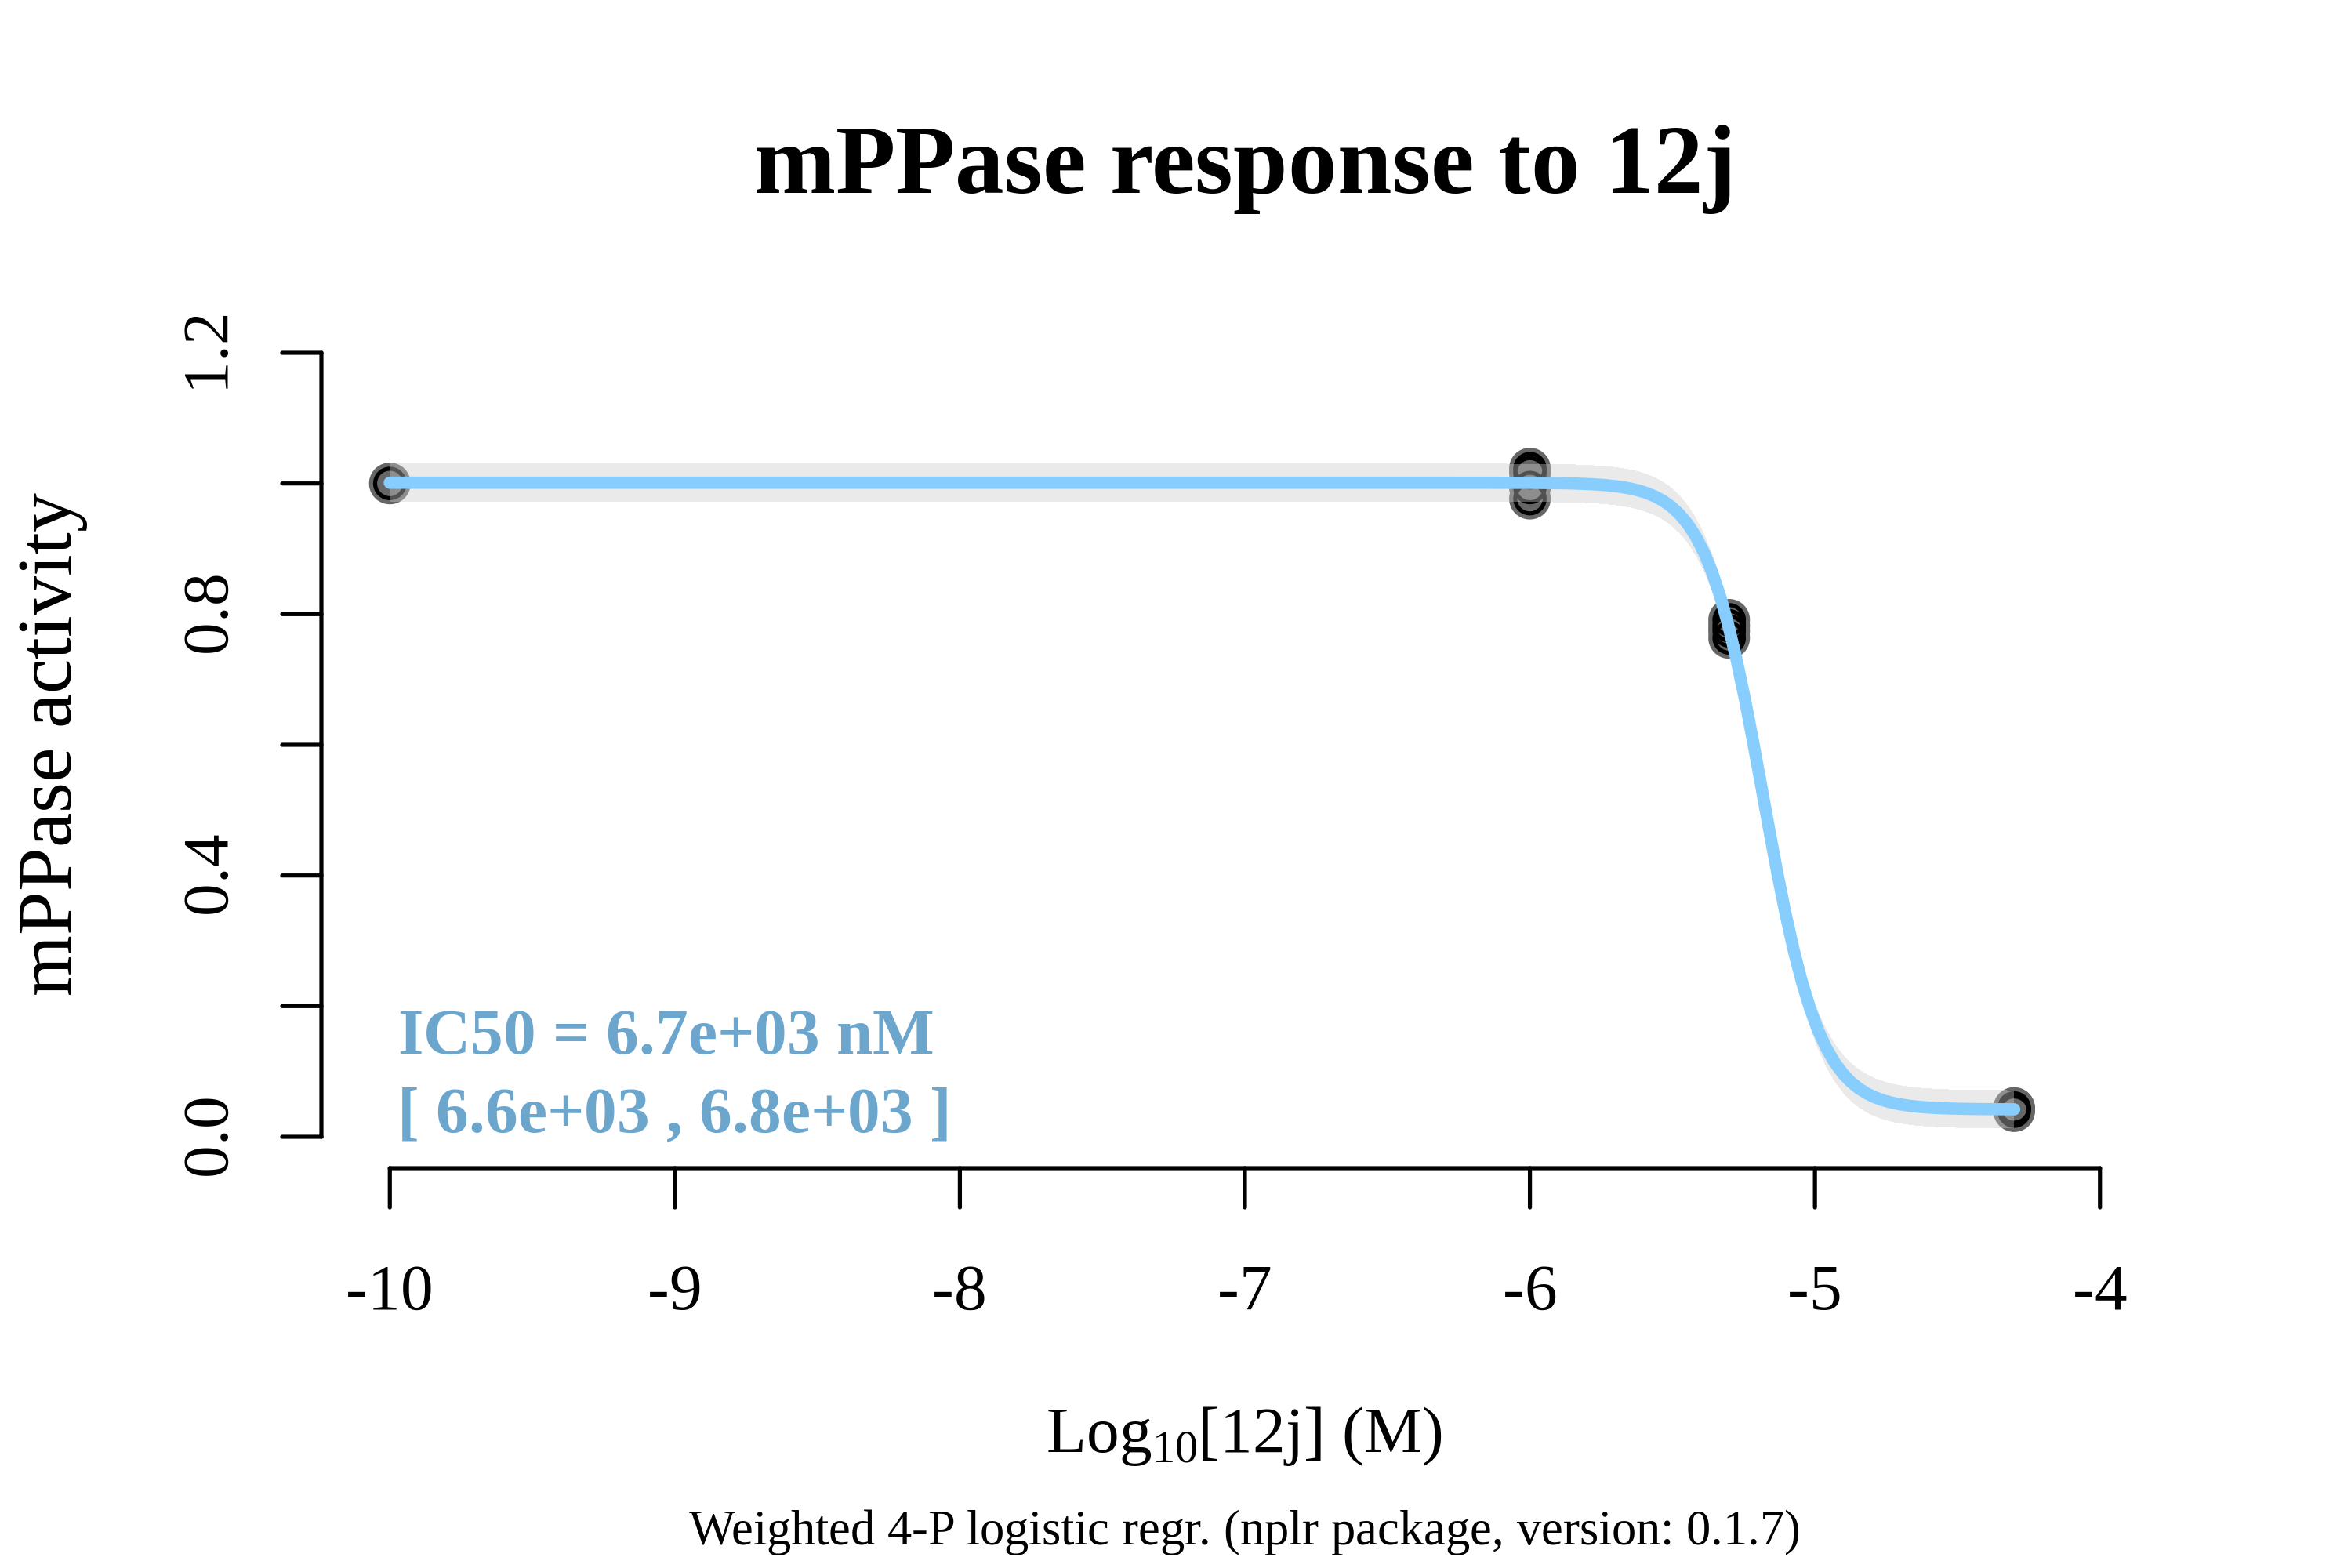 mPPase response to 12j
mPPase activity
1.2
0.8
0.4
0.0
IC50 = 6.7e+03 nM
[ 6.6e+03 , 6.8e+03 ]
-10 -9 -8 -7 -6 -5 -4
Log10[12j] (M)
Weighted 4-P logistic regr. (nplr package, version: 0.1.7)